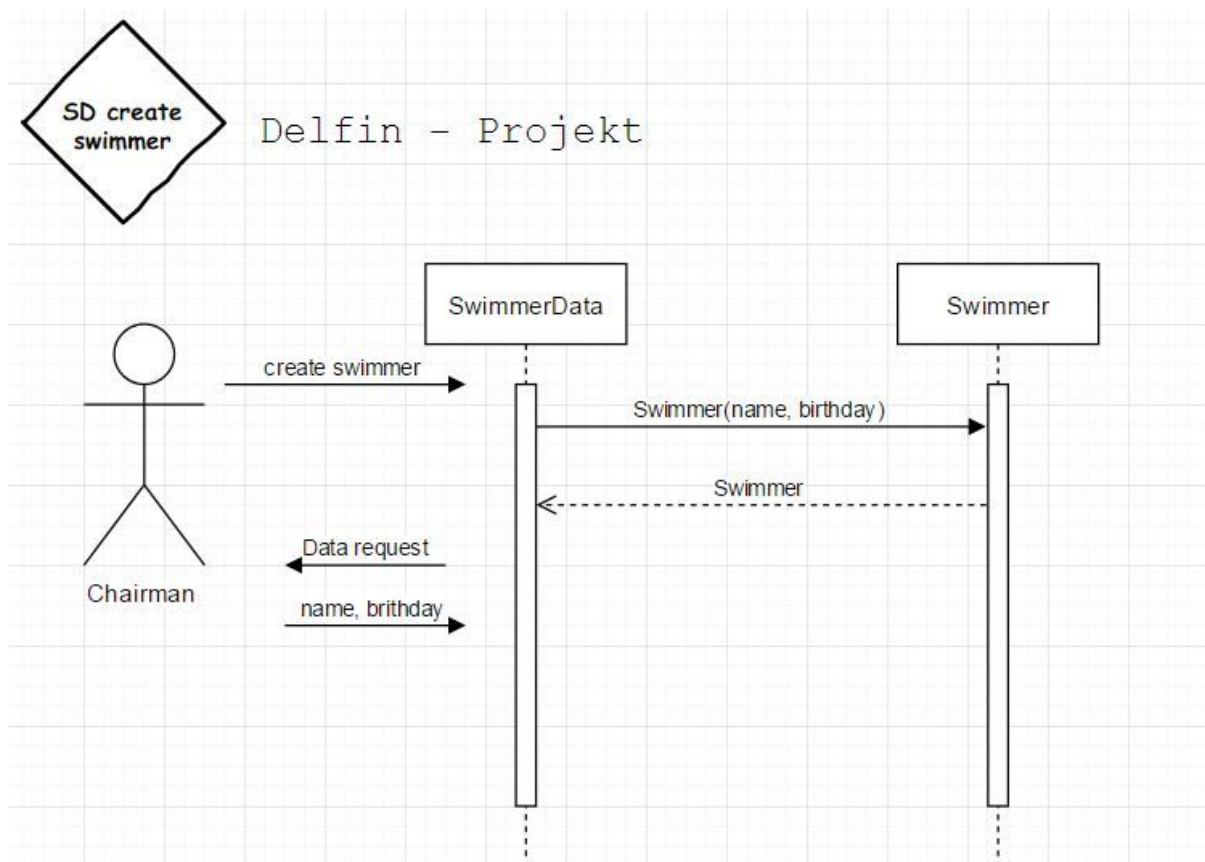 SD create
swimmer
Delfin - Projekt
SwimmerData
Swimmer
create swimmer
Swimmer(name, birthday)
Swimmer
Data request
Chairman
name, brithday